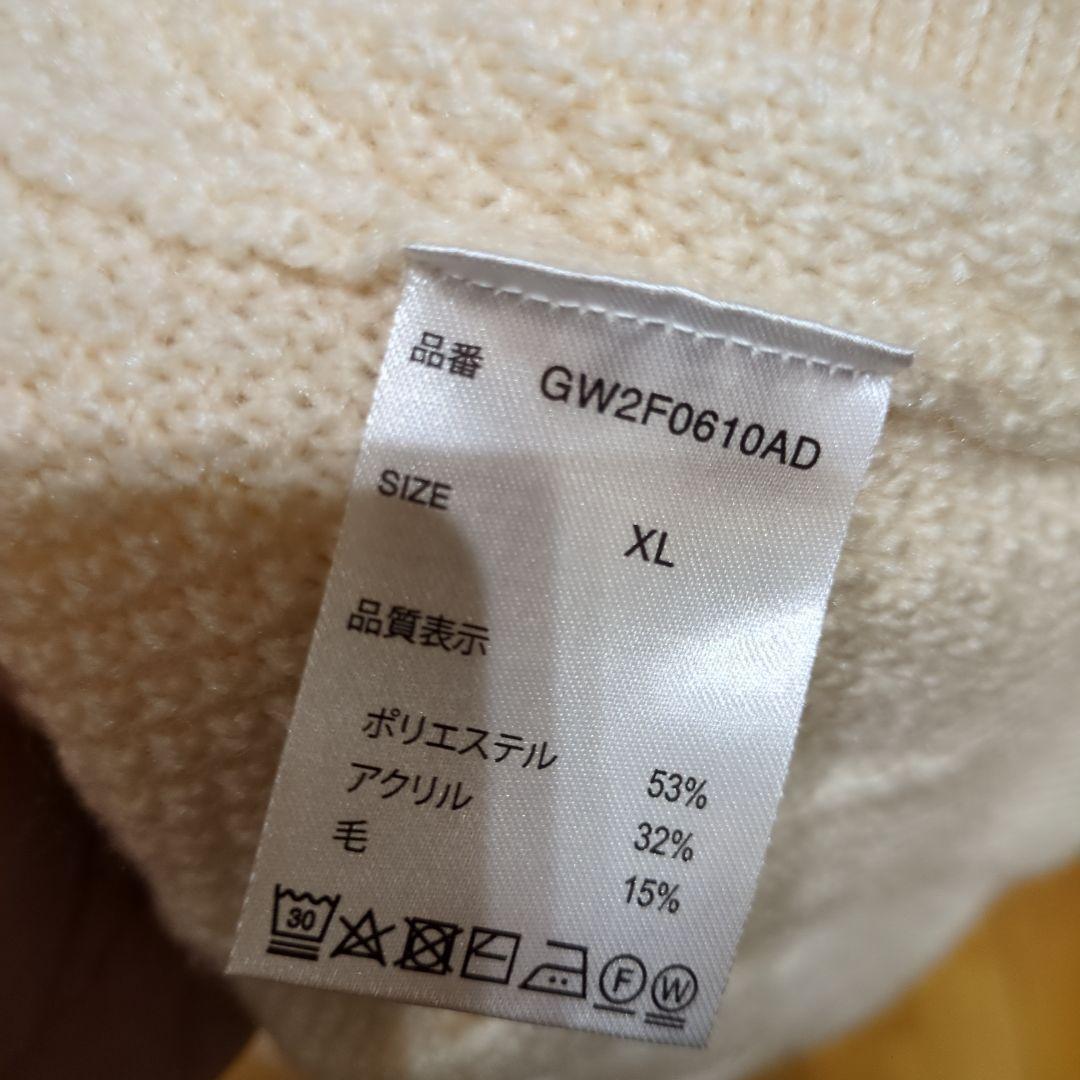 品番 GW2F0610AD
SIZE XL
品質表示
ポリエステル 53%
アクリル 32%
毛 15%
30 F W